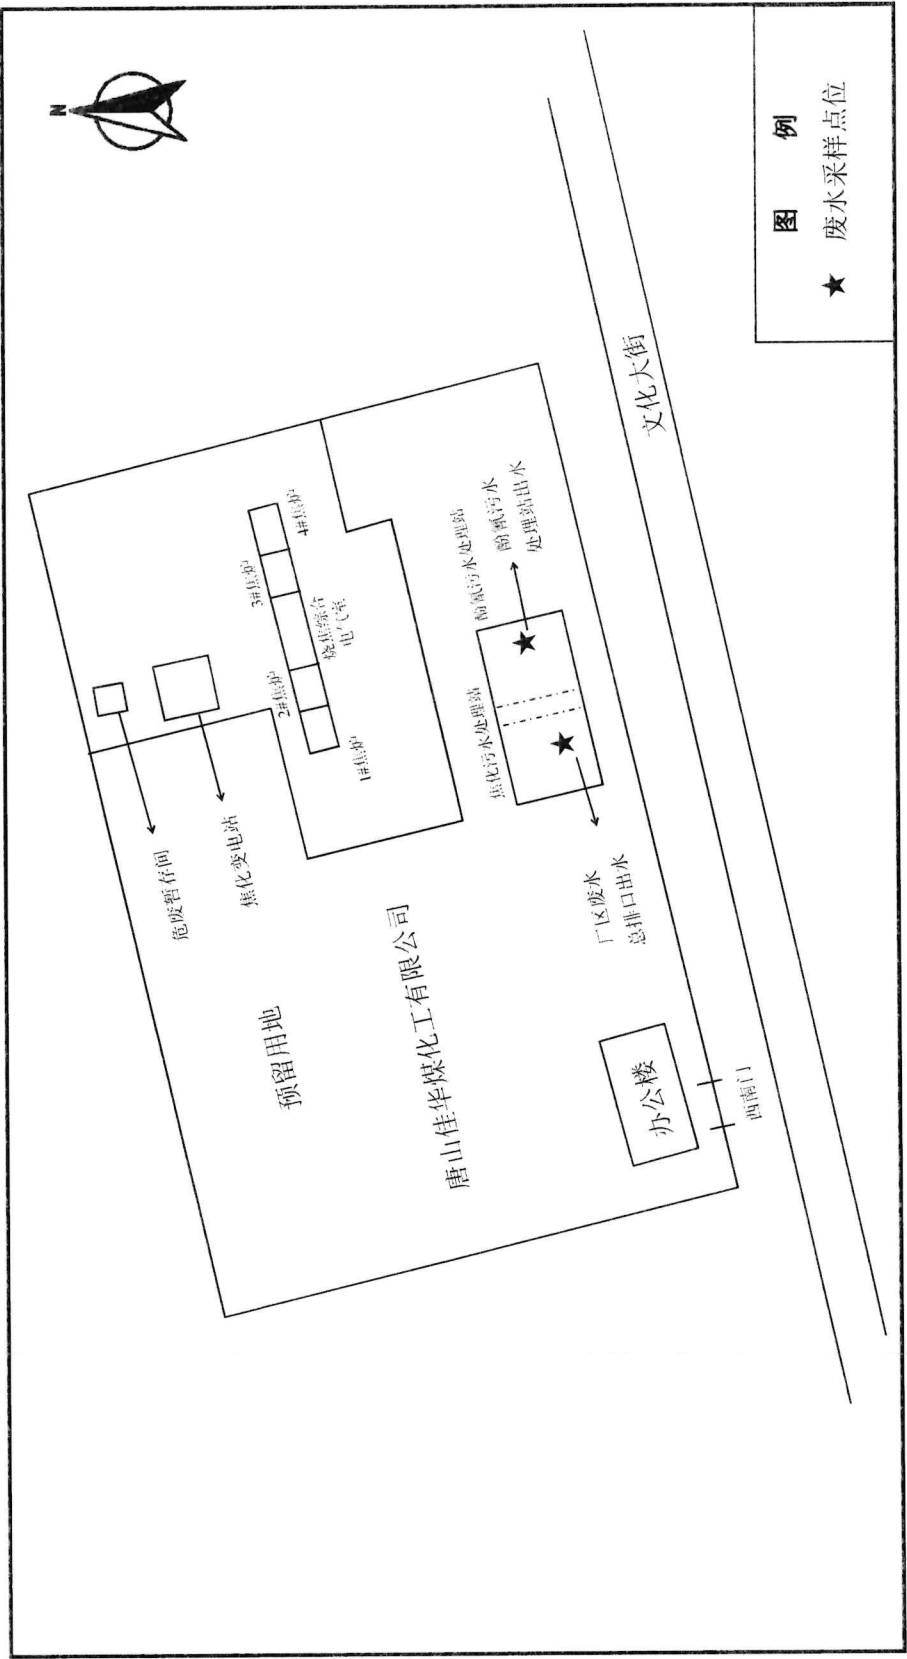 N
危废暂存间
焦化变电站
预留用地
唐山佳华煤化工有限公司
1#焦炉
2#焦炉
烧焦综合
电气室
3#焦炉
4#焦炉
焦化污水处理站
酚氰污水处理站
酚氰污水
处理站出水
厂区废水
总排口出水
办公楼
西南门
文化大街
图 例
★ 废水采样点位